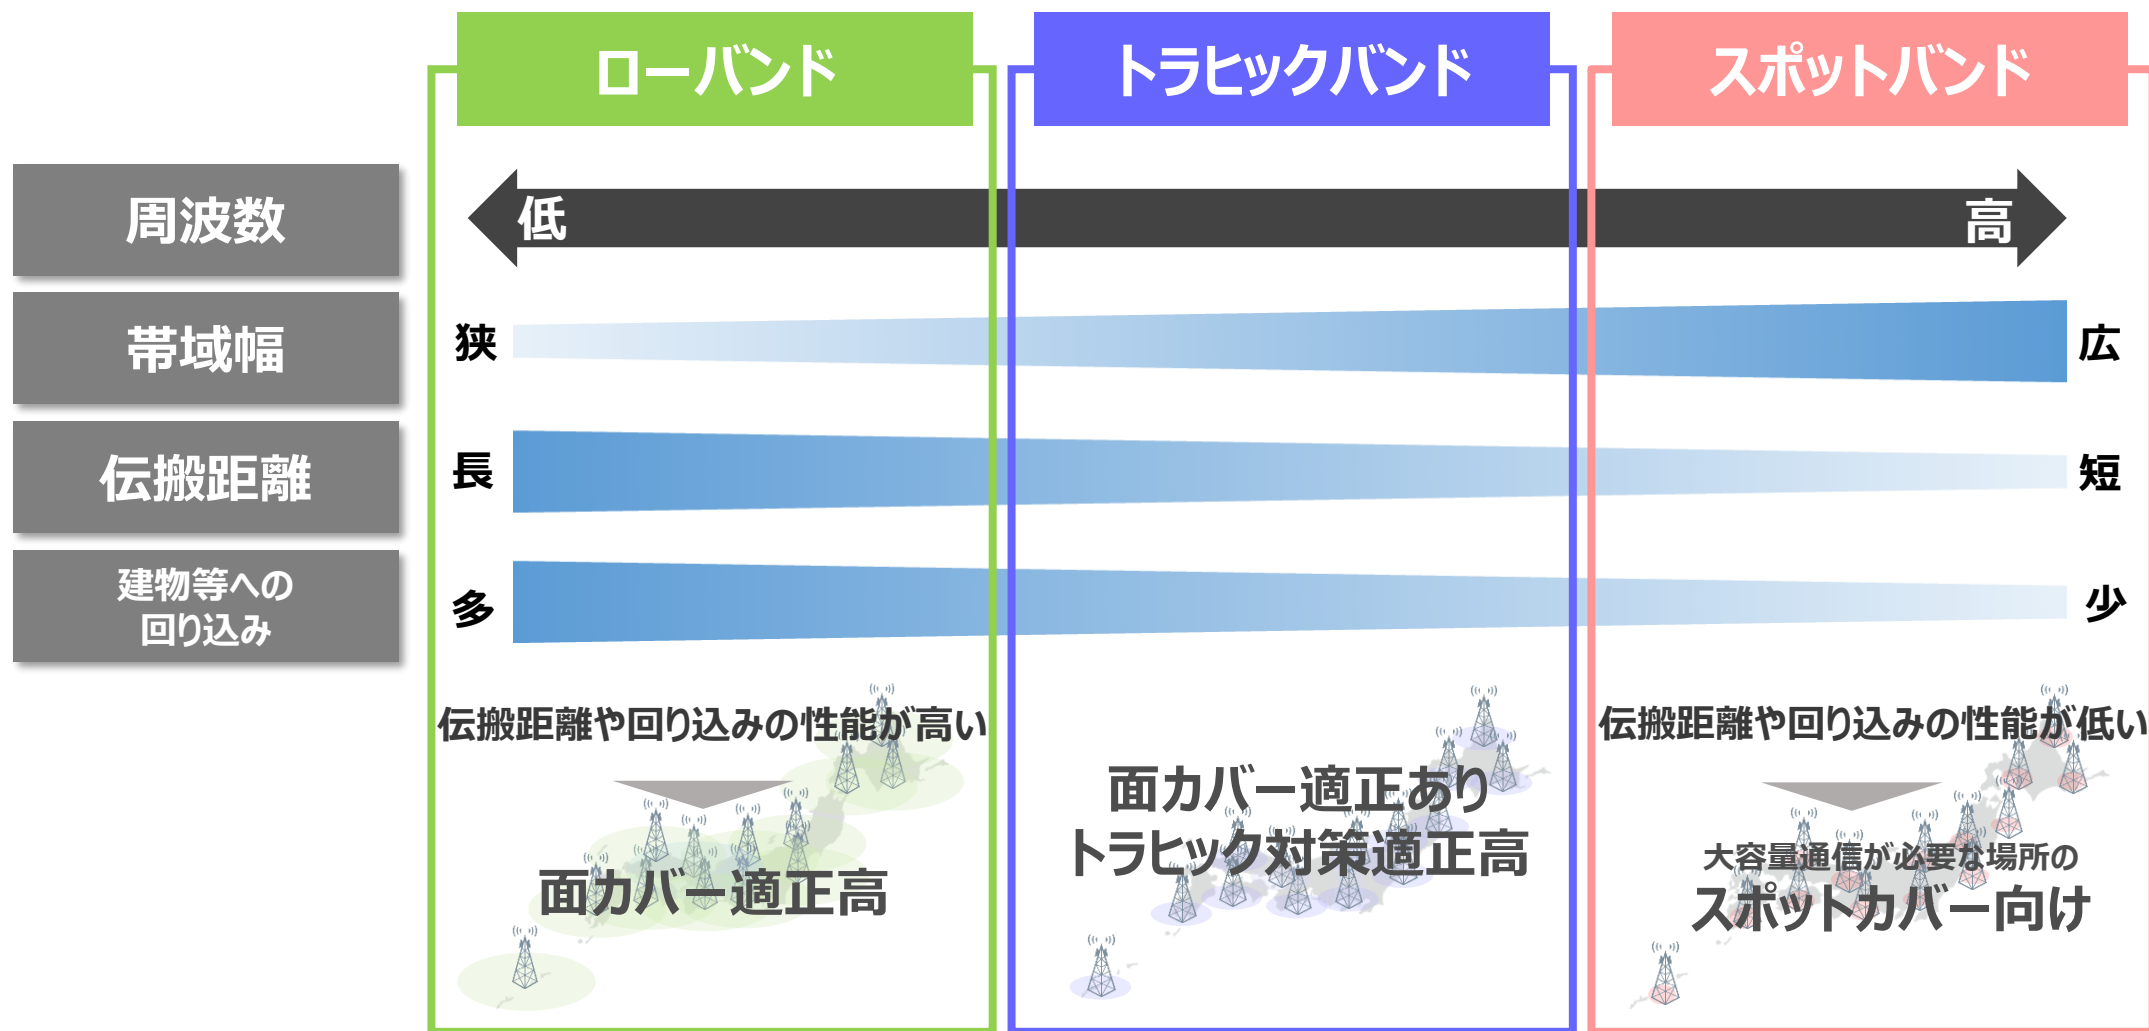 ローバンド
トラヒックバンド
スポットバンド
周波数
低
高
帯域幅
狭
広
伝搬距離
長
短
建物等への
回り込み
多
少
伝搬距離や回り込みの性能が高い
面カバー適正高
面カバー適正あり
トラヒック対策適正高
伝搬距離や回り込みの性能が低い
大容量通信が必要な場所の
スポットカバー向け